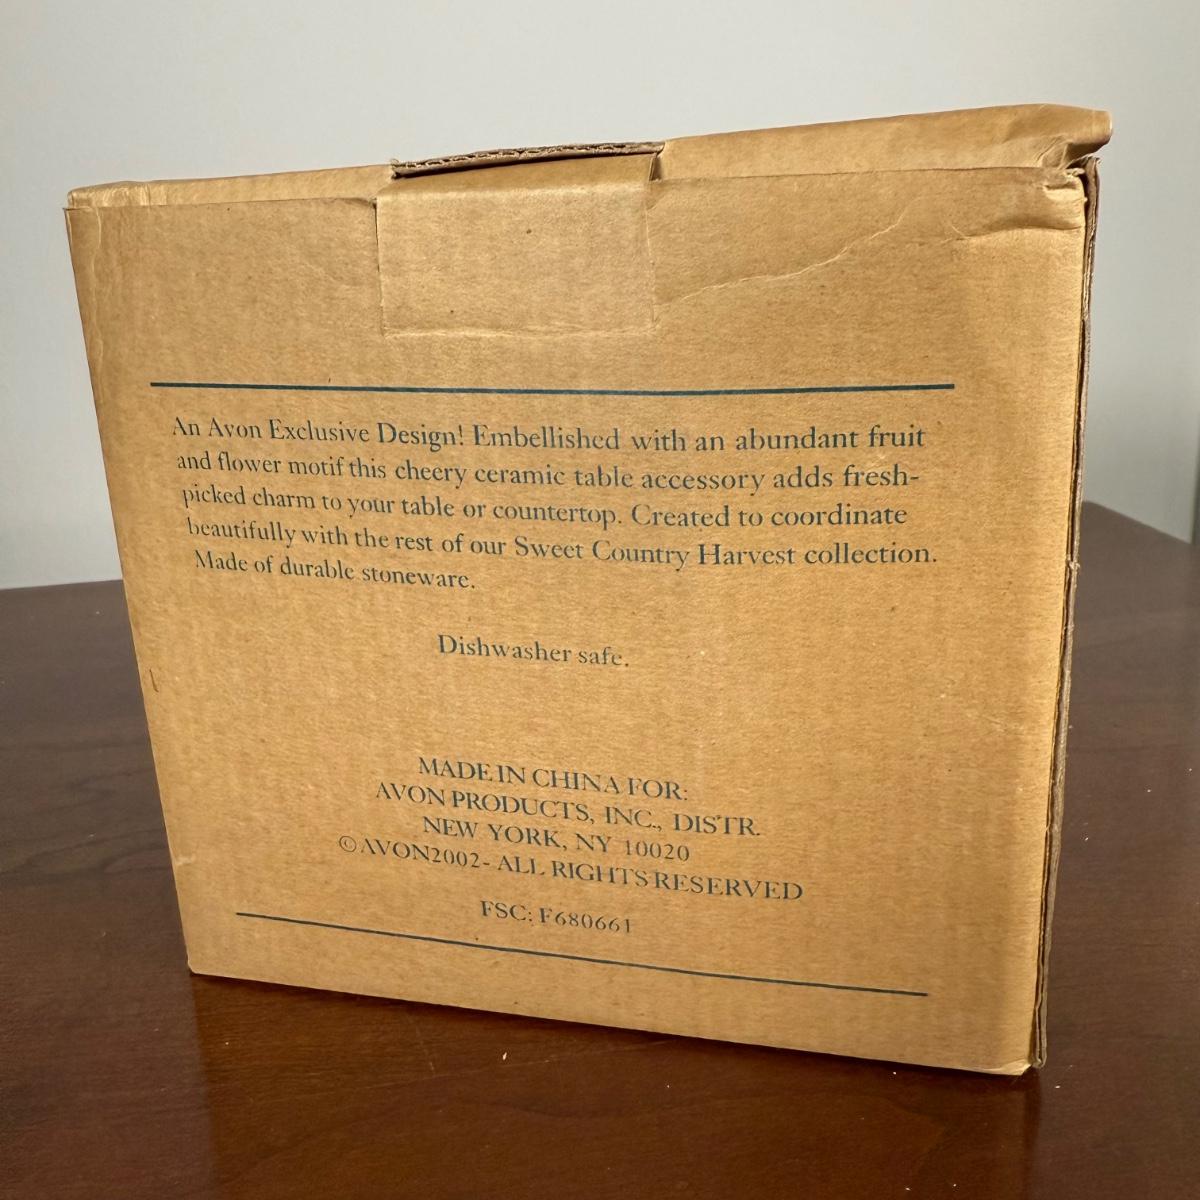 An Avon Exclusive Design! Embellished with an abundant fruit
and flower motif this cheery ceramic table accessory adds fresh-
picked charm to your table or countertop. Created to coordinate
beautifully with the rest of our Sweet Country Harvest collection.
Made of durable stoneware.
Dishwasher safe.
MADE IN CHINA FOR:
AVON PRODUCTS, INC., DISTR.
NEW YORK, NY 10020
© AVON2002- ALL RIGHTS RESERVED
FSC: F680661